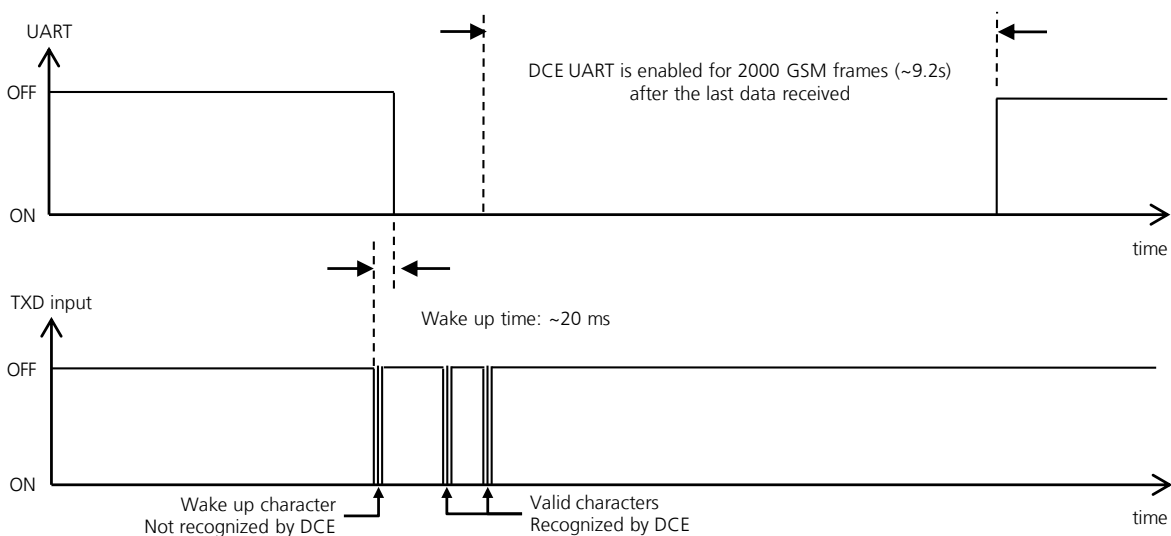 UART
DCE UART is enabled for 2000 GSM frames (~9.2s)
after the last data received
OFF
ON
time
TXD input
Wake up time: ~20 ms
OFF
ON
Wake up character
Not recognized by DCE
Valid characters
Recognized by DCE
time